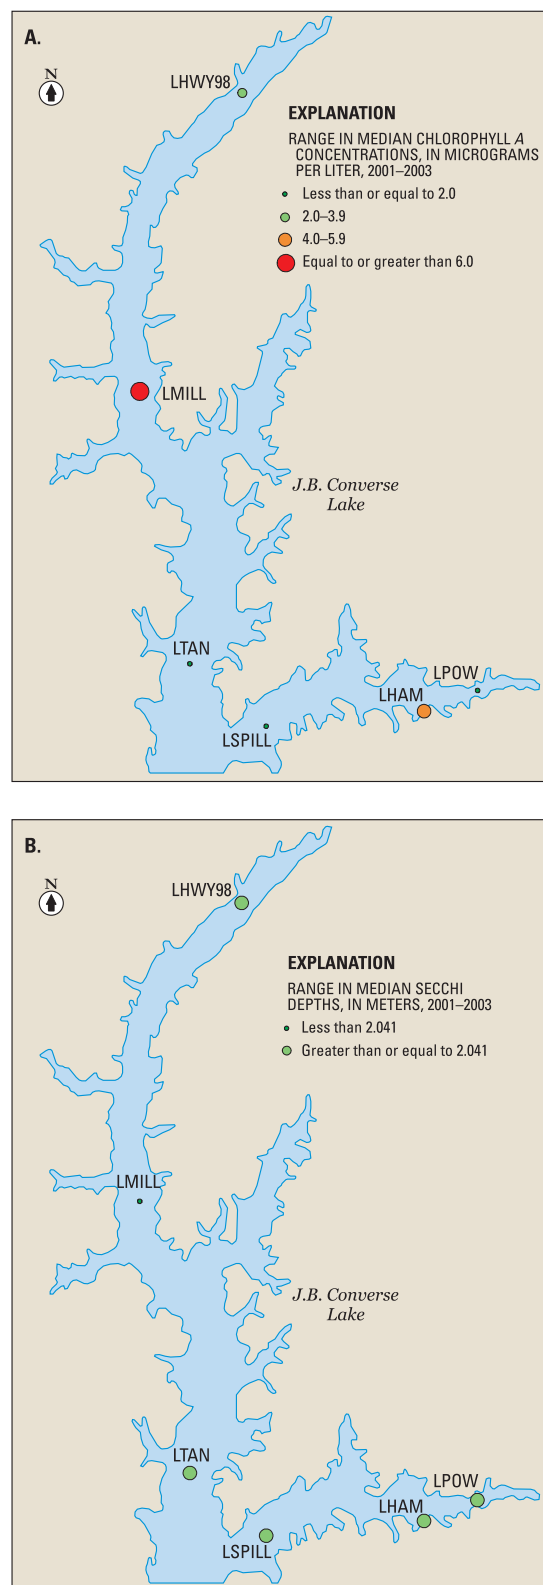 A.
N
LHWY98
EXPLANATION
RANGE IN MEDIAN CHLOROPHYLL A
CONCENTRATIONS, IN MICROGRAMS
PER LITER, 2001–2003
Less than or equal to 2.0
2.0–3.9
4.0–5.9
Equal to or greater than 6.0
LMILL
J.B. Converse
Lake
LTAN
LPOW
LHAM
LSPILL
B.
N
LHWY98
EXPLANATION
RANGE IN MEDIAN SECCHI
DEPTHS, IN METERS, 2001–2003
Less than 2.041
Greater than or equal to 2.041
LMILL
J.B. Converse
Lake
LTAN
LPOW
LHAM
LSPILL